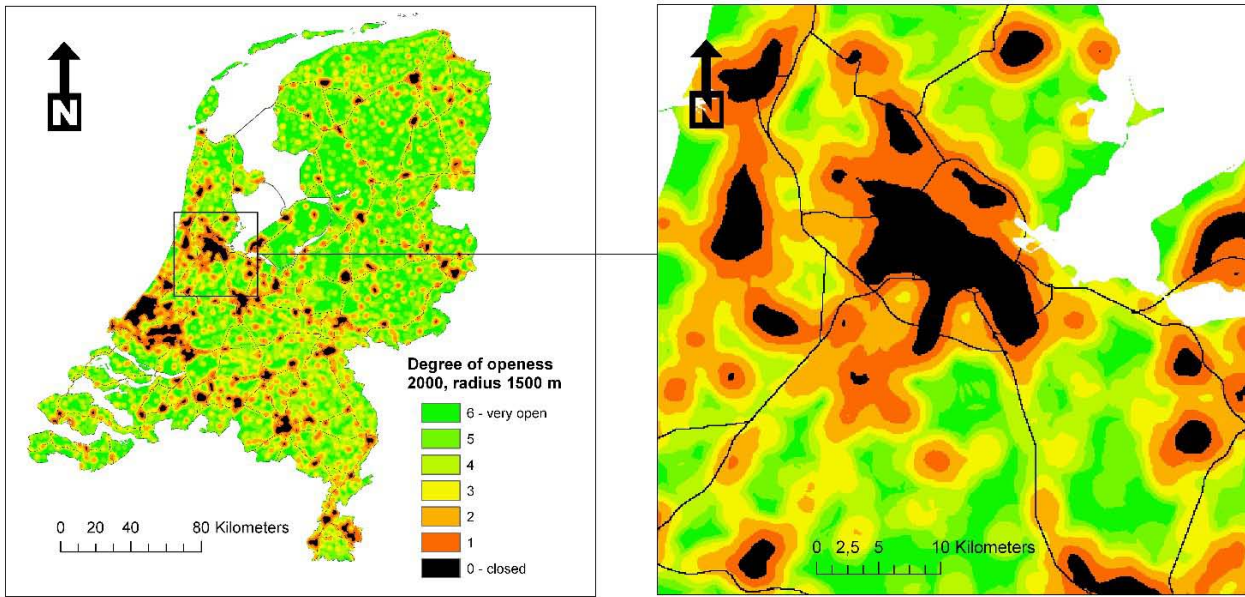 N
Degree of openess
2000, radius 1500 m
6 - very open
5
4
3
2
1
0 - closed
0 20 40 80 Kilometers
N
0 2,5 5 10 Kilometers